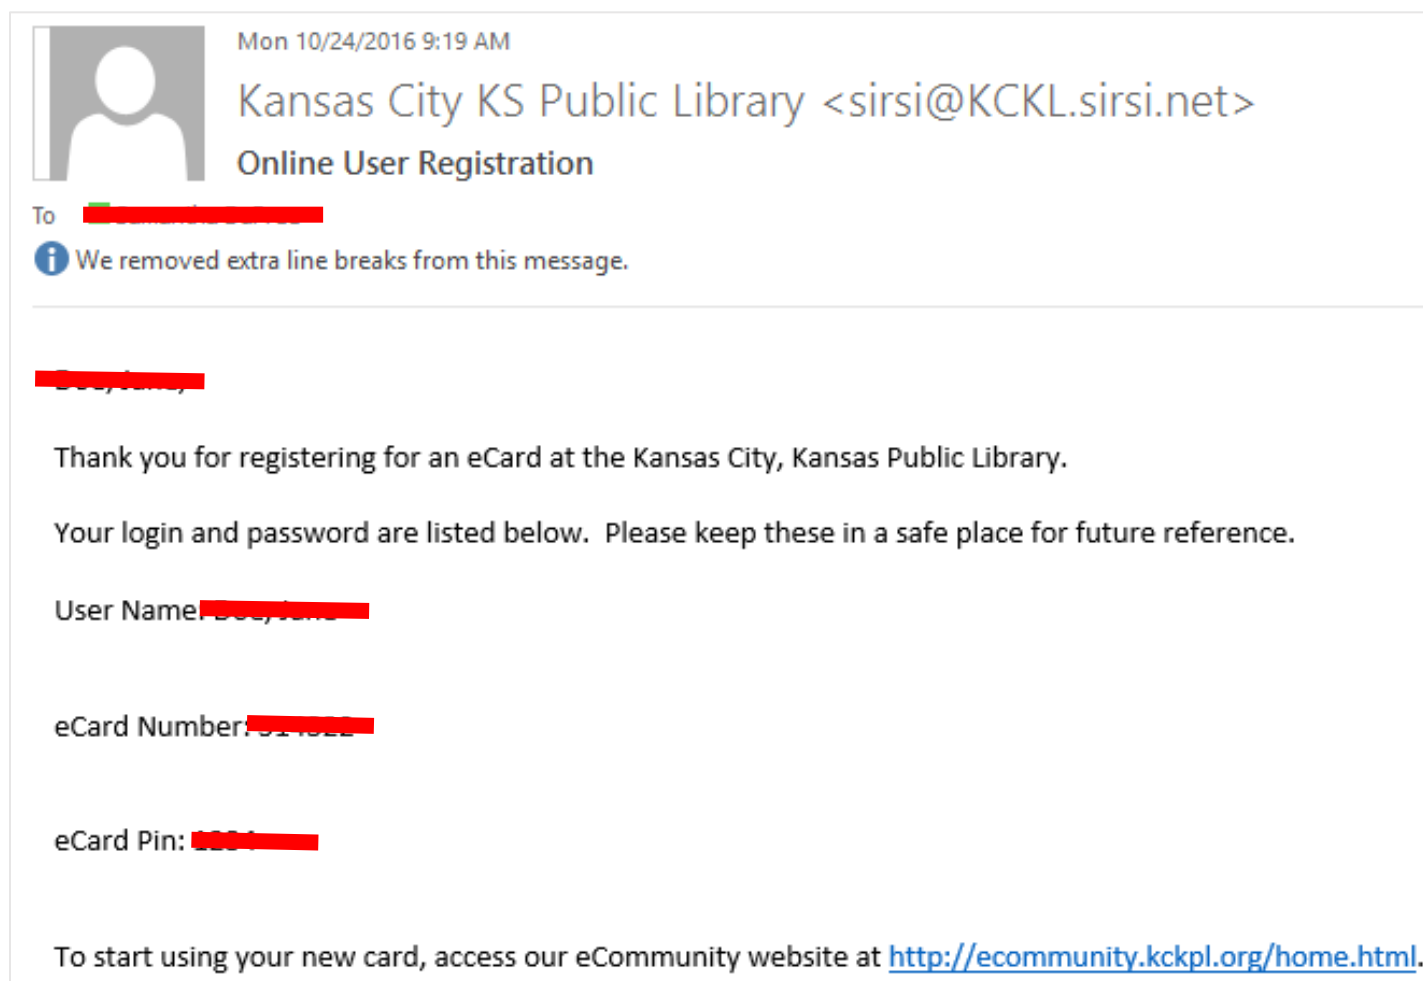 Mon 10/24/2016 9:19 AM
Kansas City KS Public Library <sirsi@KCKL.sirsi.net>
Online User Registration
To
We removed extra line breaks from this message.
Thank you for registering for an eCard at the Kansas City, Kansas Public Library.
Your login and password are listed below.  Please keep these in a safe place for future reference.
User Name:
eCard Number:
eCard Pin:
To start using your new card, access our eCommunity website at http://ecommunity.kckpl.org/home.html.